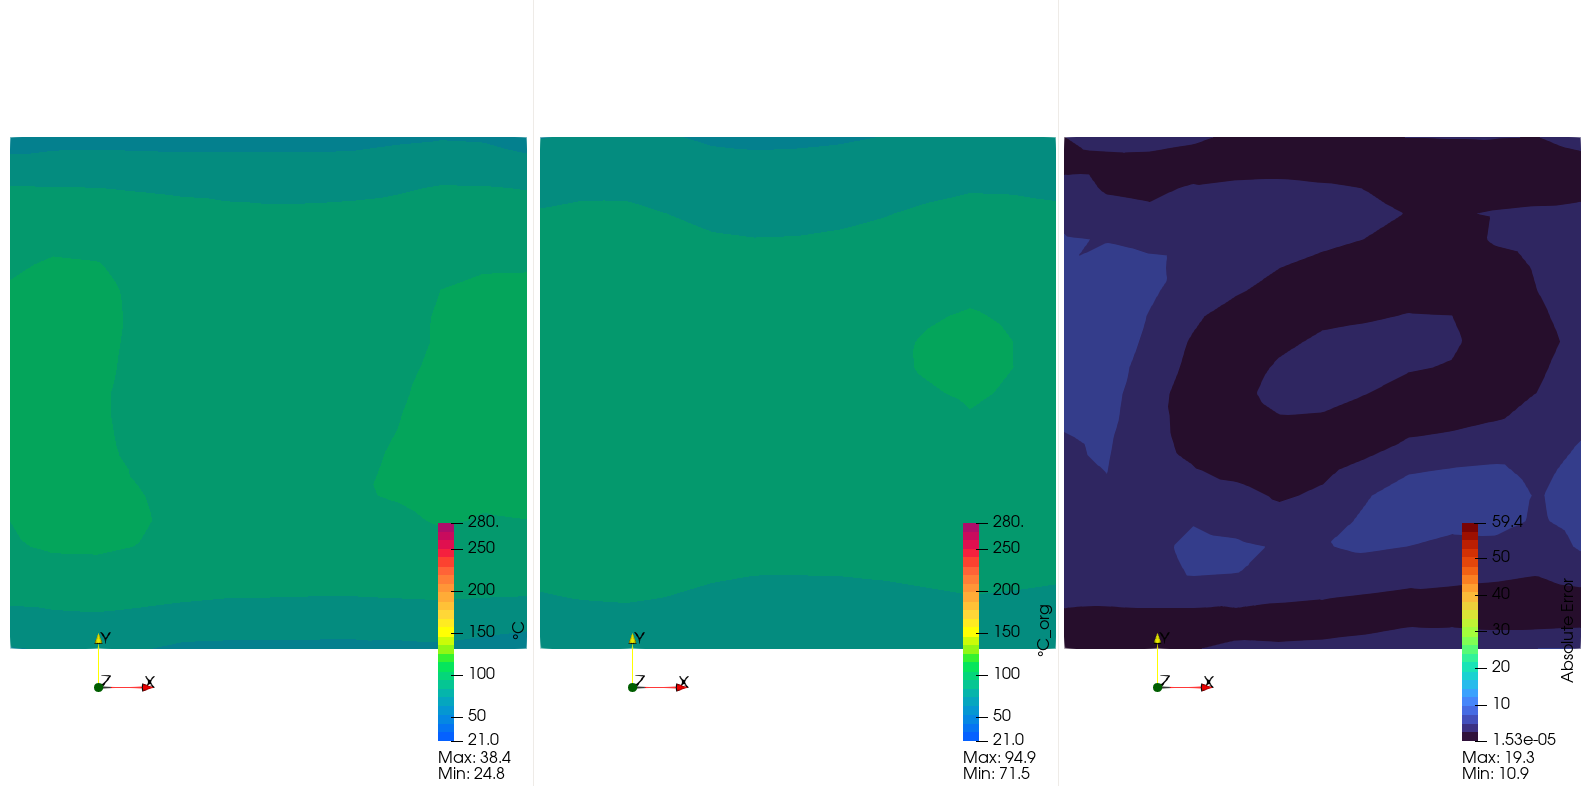 280.
250
200
150
100
50
21.0
°C
Max: 38.4
Min: 24.8
Y
Z
X
280.
250
200
150
100
50
21.0
°C_org
Max: 94.9
Min: 71.5
Y
Z
X
59.4
50
40
30
20
10
1.53e-05
Absolute Error
Max: 19.3
Min: 10.9
Y
Z
X